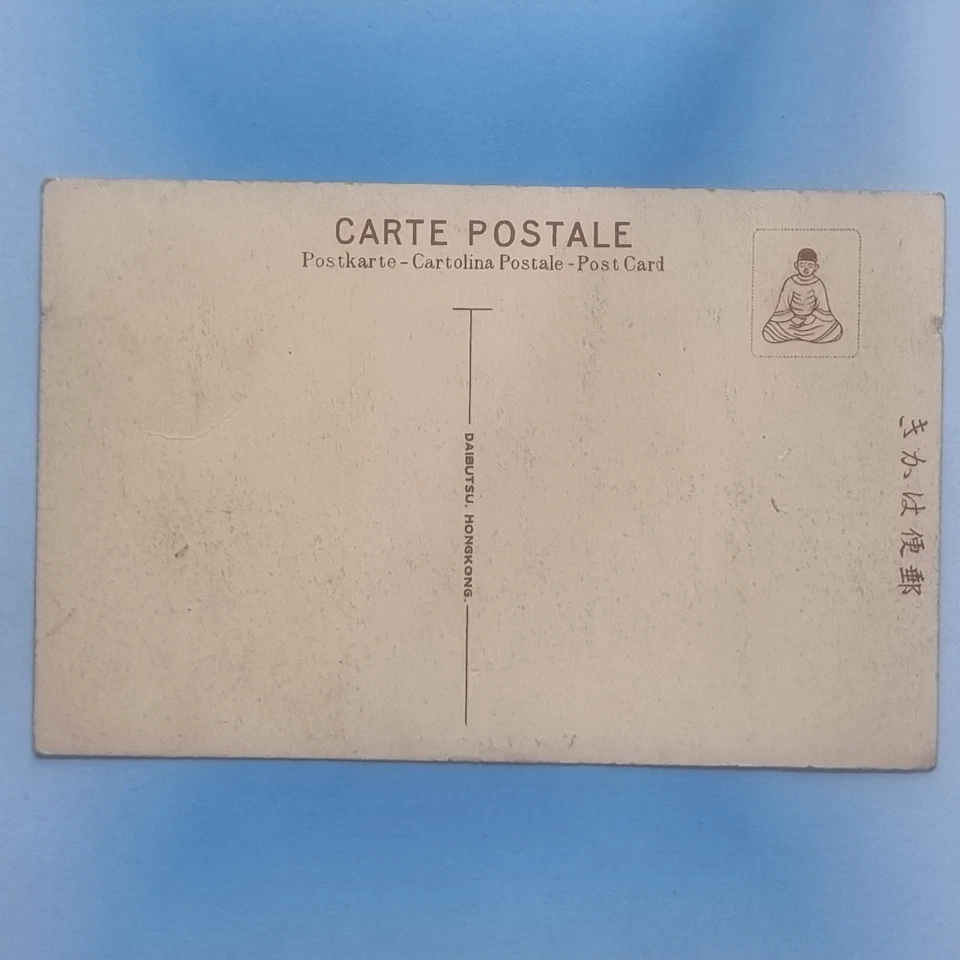 CARTE POSTALE
Postkarte - Cartolina Postale - Post Card
DAIBUTSU, HONGKONG.
郵便はかき